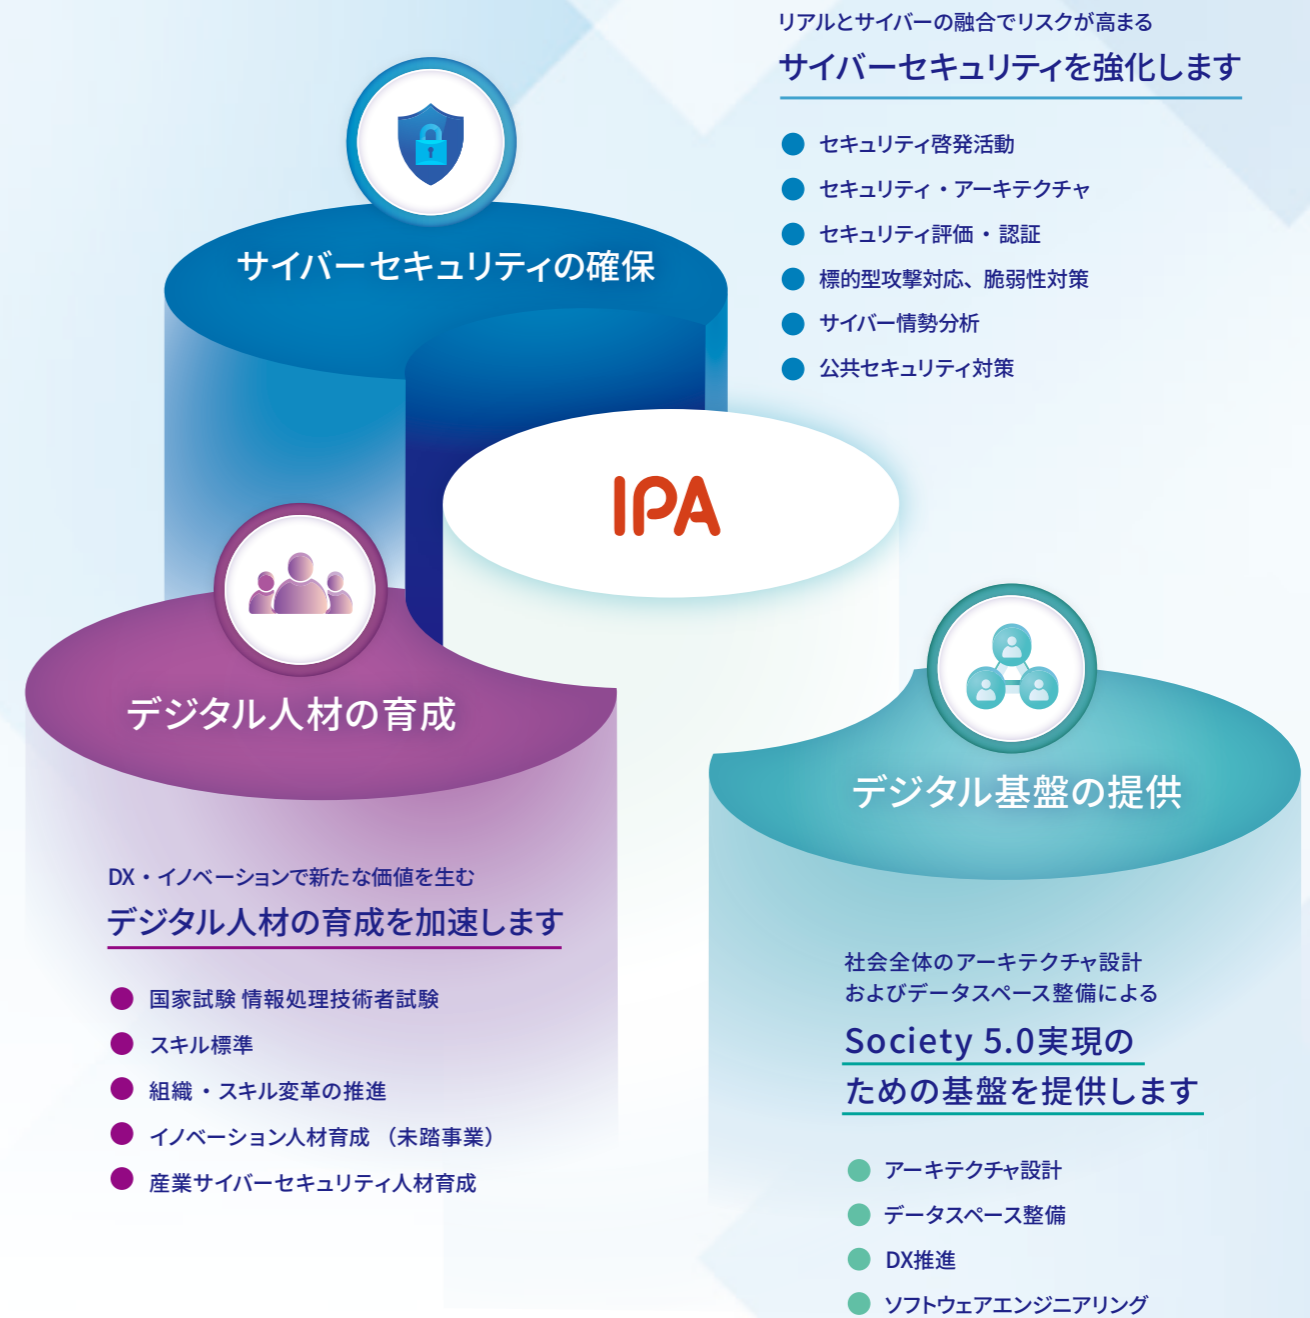 リアルとサイバーの融合でリスクが高まる
サイバーセキュリティを強化します
セキュリティ啓発活動
セキュリティ・アーキテクチャ
セキュリティ評価・認証
標的型攻撃対応、脆弱性対策
サイバー情勢分析
公共セキュリティ対策
サイバーセキュリティの確保
IPA
デジタル人材の育成
DX・イノベーションで新たな価値を生む
デジタル人材の育成を加速します
国家試験 情報処理技術者試験
スキル標準
組織・スキル変革の推進
イノベーション人材育成（未踏事業）
産業サイバーセキュリティ人材育成
デジタル基盤の提供
社会全体のアーキテクチャ設計
およびデータスペース整備による
Society 5.0実現の
ための基盤を提供します
アーキテクチャ設計
データスペース整備
DX推進
ソフトウェアエンジニアリング